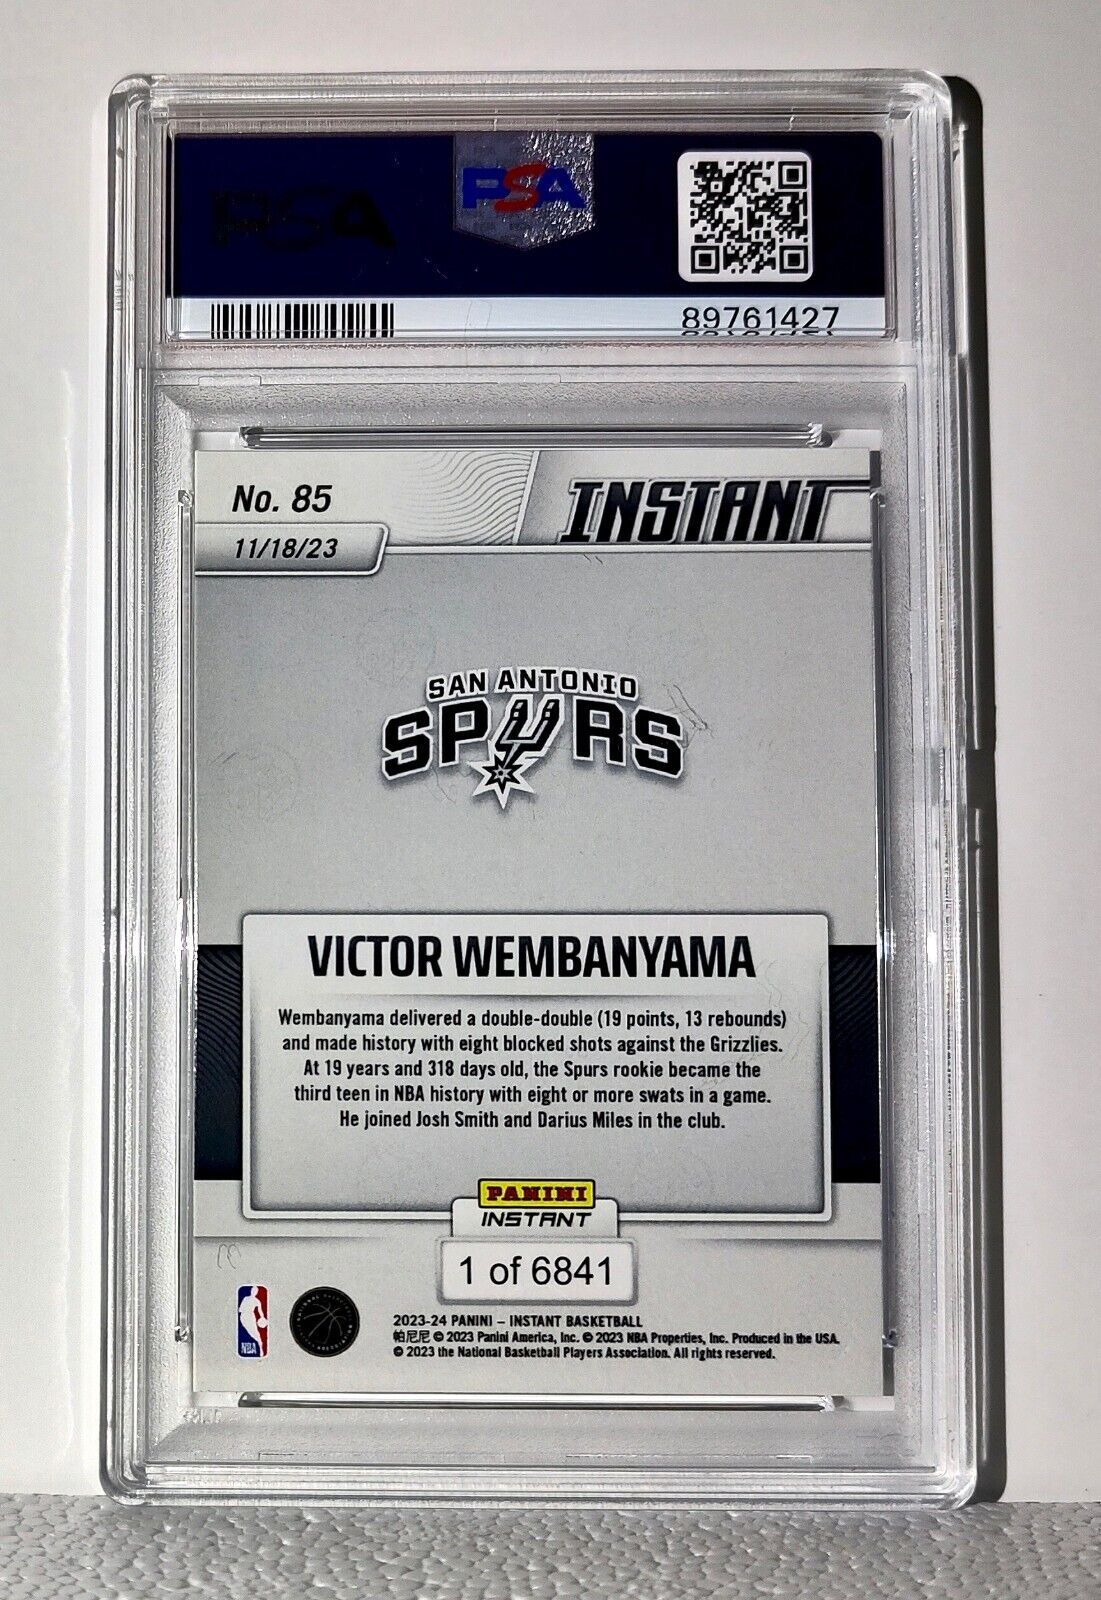 PSA
PSA
89761427
No. 85
INSTANT
11/18/23
SAN ANTONIO
SPURS
VICTOR WEMBANYAMA
Wembanyama delivered a double-double (19 points, 13 rebounds)
and made history with eight blocked shots against the Grizzlies.
At 19 years and 318 days old, the Spurs rookie became the
third teen in NBA history with eight or more swats in a game.
He joined Josh Smith and Darius Miles in the club.
PANINI
INSTANT
1 of 6841
NBA
2023-24 PANINI – INSTANT BASKETBALL
帕尼尼 © 2023 Panini America, Inc. © 2023 NBA Properties, Inc. Produced in the USA.
© 2023 the National Basketball Players Association. All rights reserved.